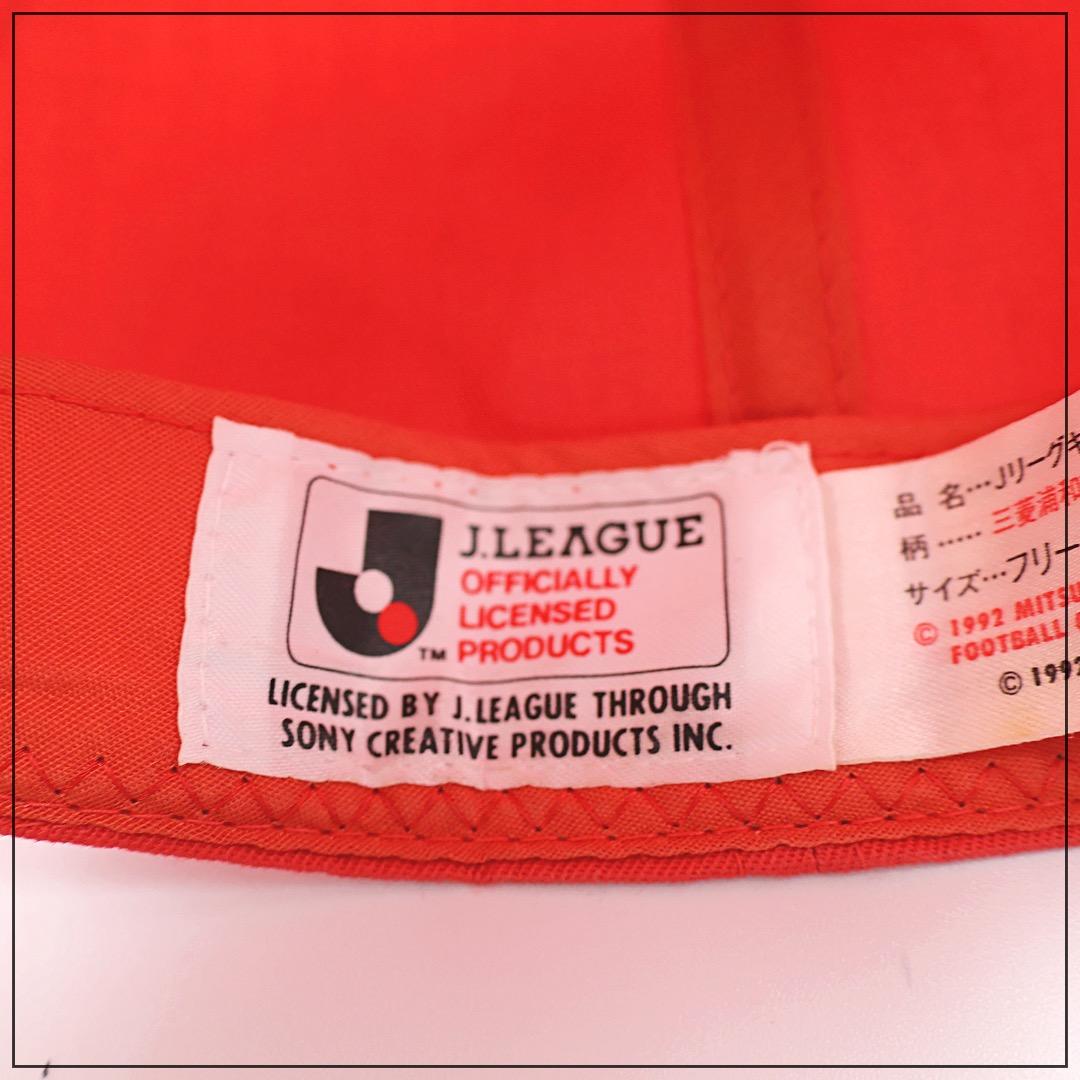 J.LEAGUE
OFFICIALLY
LICENSED
PRODUCTS
TM
LICENSED BY J.LEAGUE THROUGH
SONY CREATIVE PRODUCTS INC.
品 名…Jリーグキ
柄 ..... 三菱浦和
サイズ…フリー
© 1992 MITSU
FOOTBALL
© 1992